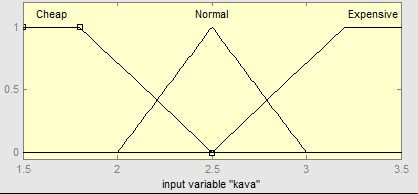 Cheap Normal Expensive
1
0.5
0
1.5 2 2.5 3 3.5
input variable "kava"